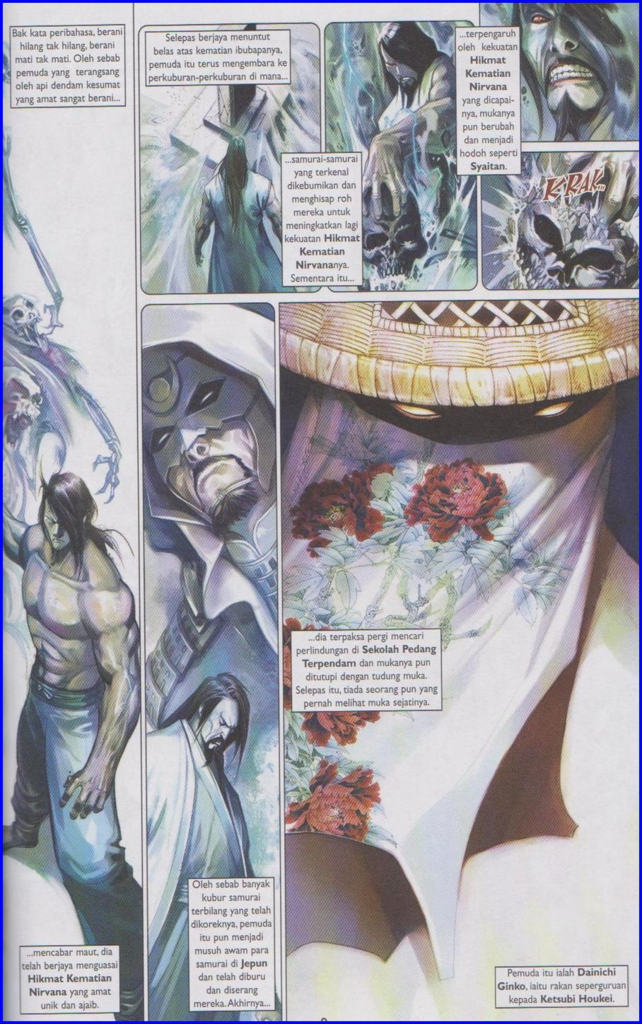 Bak kata peribahasa, berani
hilang tak hilang, berani
mati tak mati. Oleh sebab
pemuda yang terangsang
oleh api dendam kesumat
yang amat sangat berani...
...mencabar maut, dia
telah berjaya menguasai
Hikmat Kematian
Nirvana yang amat
unik dan ajaib.
Selepas berjaya menuntut
belas atas kematian ibubapanya,
pemuda itu terus mengembara ke
perkuburan-perkuburan di mana...
...samurai-samurai
yang terkenal
dikebumikan dan
menghisap roh
mereka untuk
meningkatkan lagi
kekuatan Hikmat
Kematian
Nirvananya.
Sementara itu...
...terpengaruh
oleh kekuatan
Hikmat
Kematian
Nirvana
yang dicapai-
nya, mukanya
pun berubah
dan menjadi
hodoh seperti
Syaitan.
KRAK
Oleh sebab banyak
kubur samurai
terbilang yang telah
dikoreknya, pemuda
itu pun menjadi
musuh awam para
samurai di Jepun
dan telah diburu
dan diserang
mereka. Akhirnya...
...dia terpaksa pergi mencari
perlindungan di Sekolah Pedang
Terpendam dan mukanya pun
ditutupi dengan tudung muka.
Selepas itu, tiada seorang pun yang
pernah melihat muka sejatinya.
Pemuda itu ialah Dainichi
Ginko, iaitu rakan seperguruan
kepada Ketsubi Houkei.